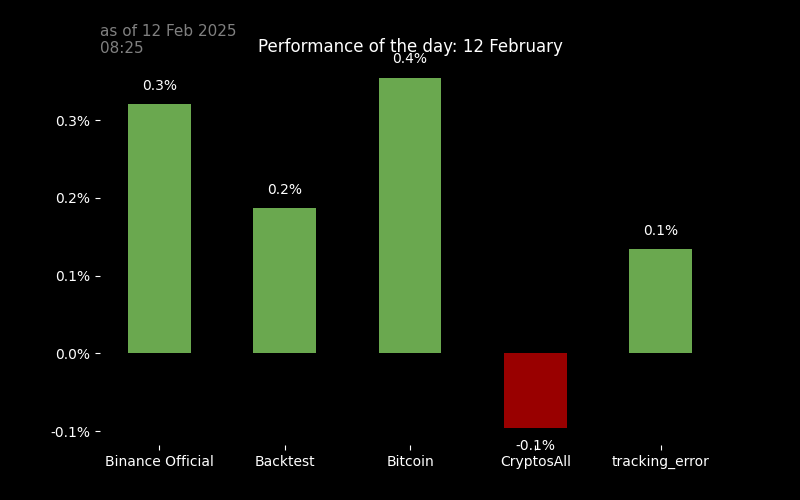 as of 12 Feb 2025
08:25
Performance of the day: 12 February
0.4%
0.3%
0.3%
0.2%
0.2%
0.1%
0.1%
0.0%
-0.1%
-0.1%
Binance Official
Backtest
Bitcoin
CryptosAll
tracking_error